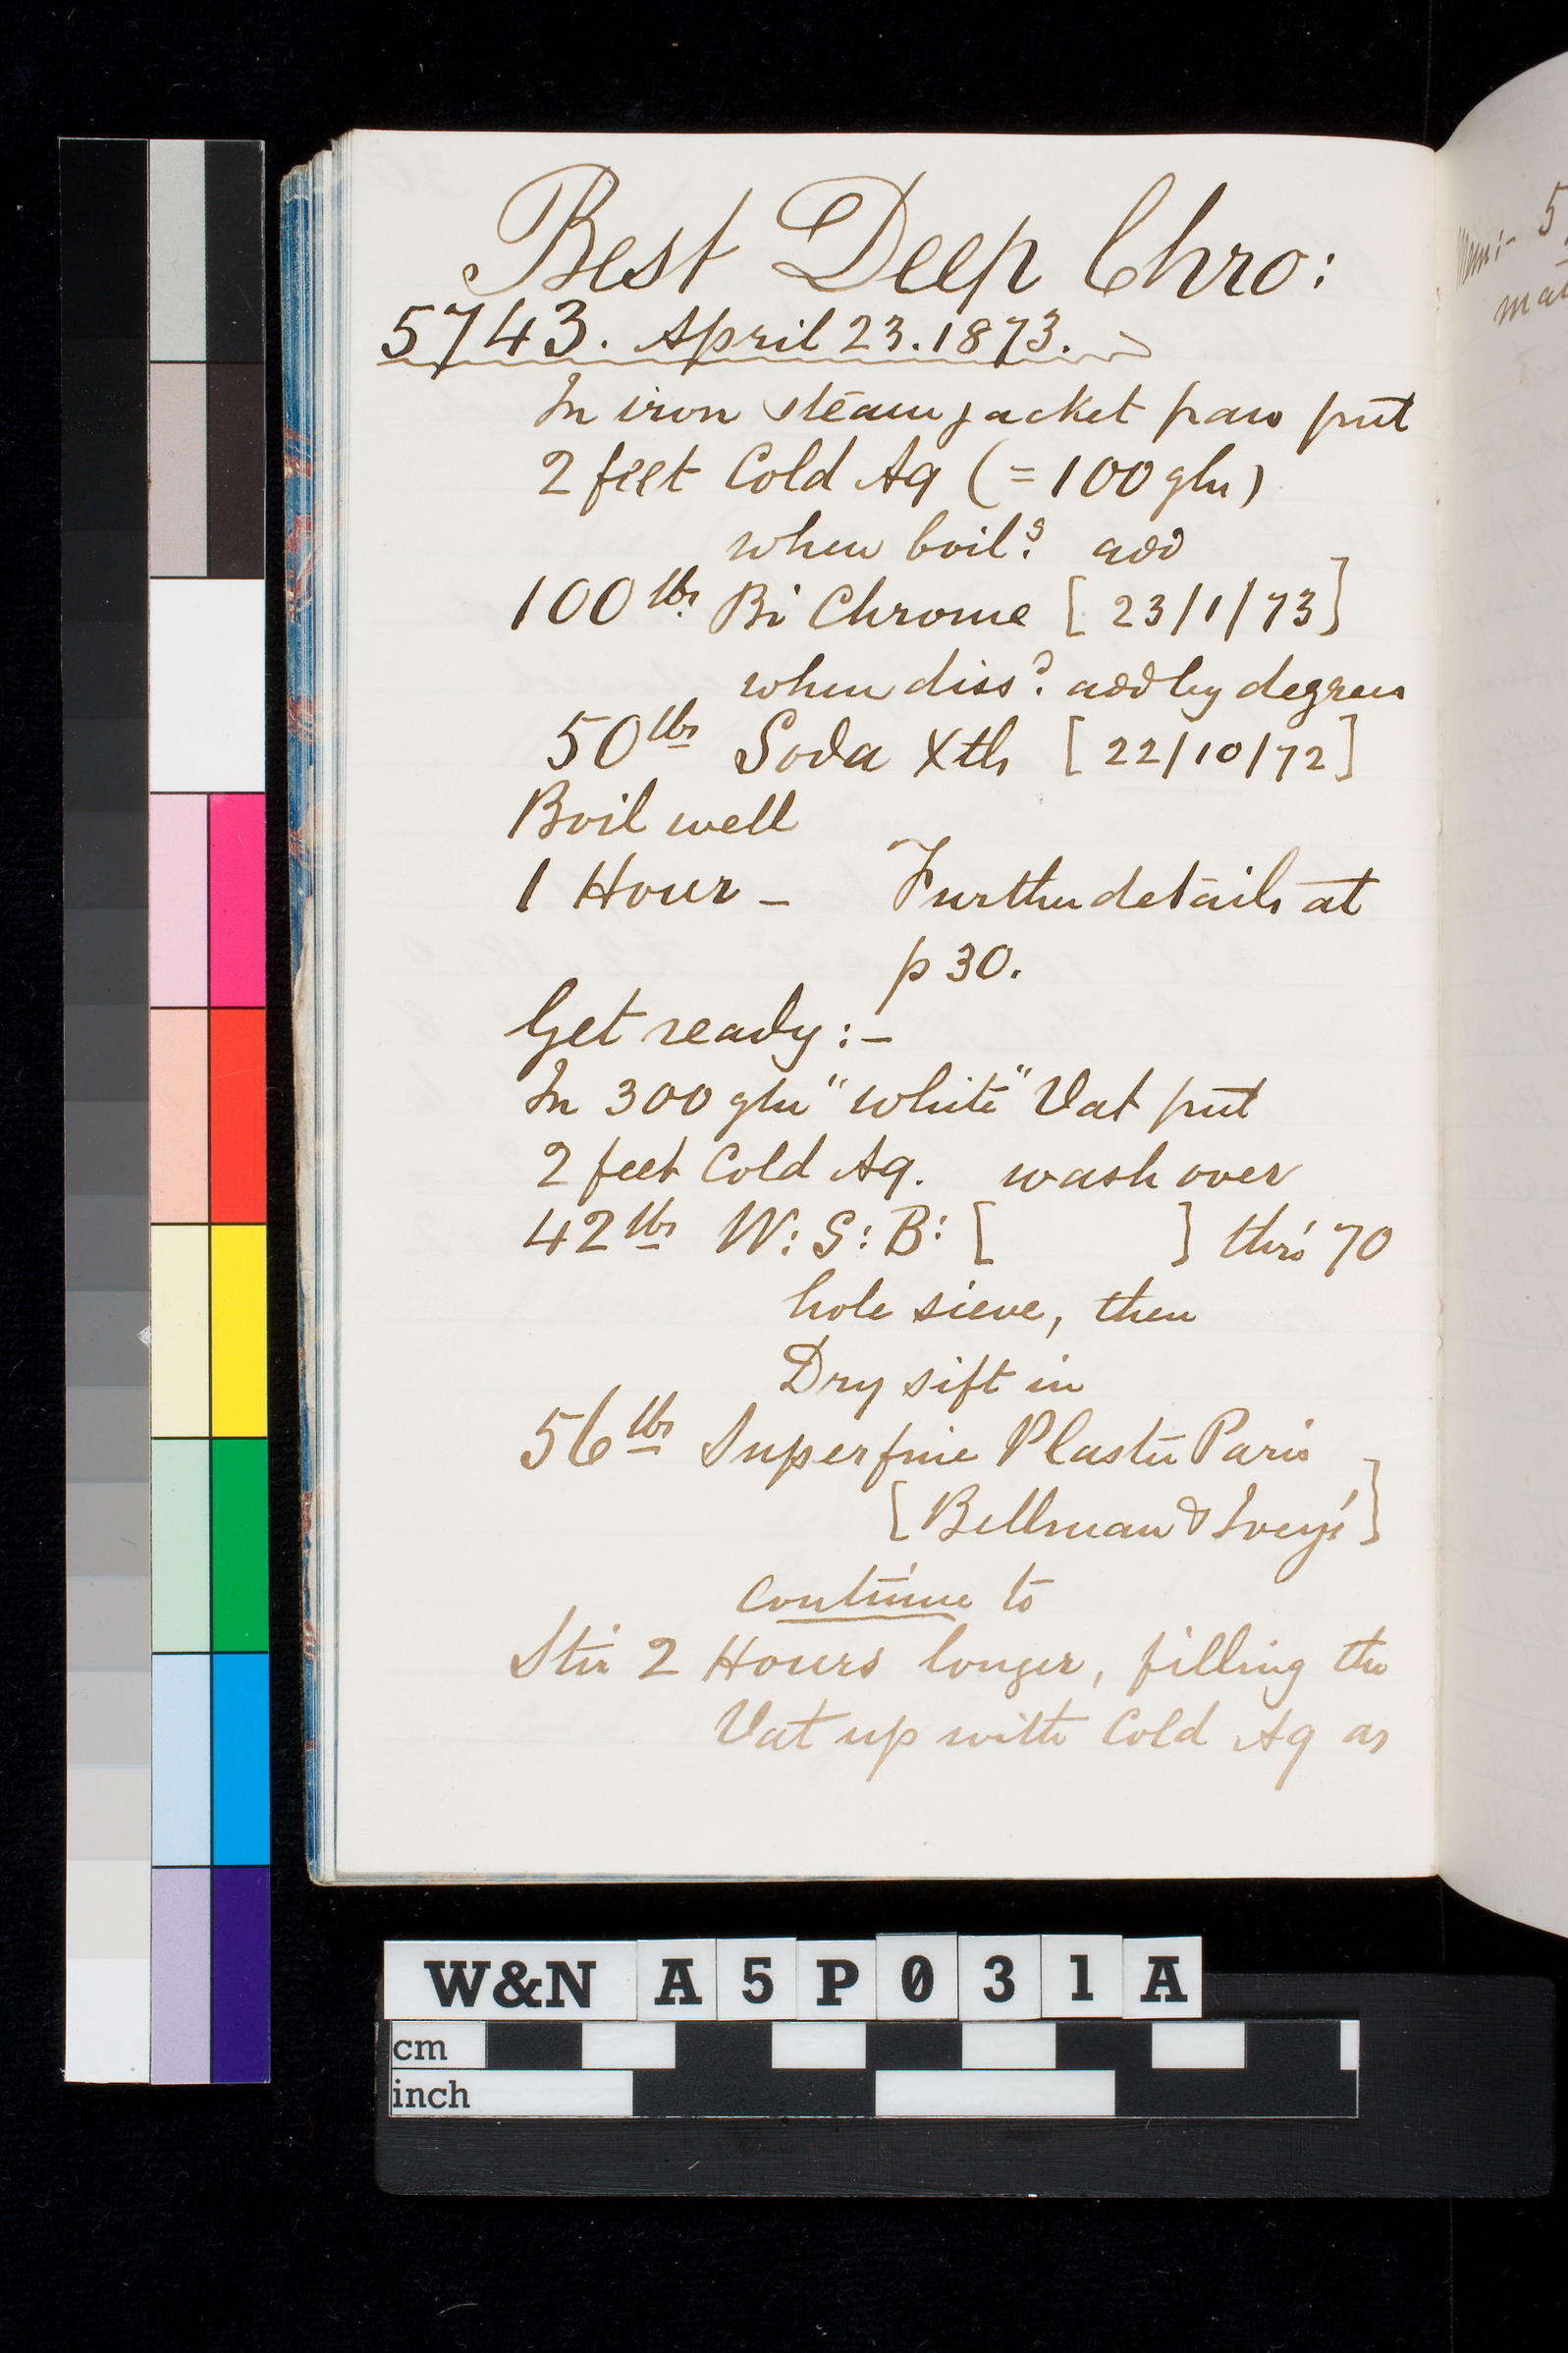 Best Deep Chro:
5743. April 23. 1873.
In iron steam jacket pan put
2 feet Cold Aq (= 100 glns)
when boilg. add
100 lbs Bi Chrome [ 23/1/73 ]
when dissd. add by degrees
50 lbs Soda Xtls [ 22/10/72 ]
Boil well
1 Hour - Further details at
p 30.
Get ready :-
In 300 gln "white" Vat put
2 feet Cold Aq. wash over
42 lbs W: S: B: [ ] thro' 70
hole sieve, then
Dry sift in
56 lbs Superfine Plaster Paris
[ Bellman & Ivey's ]
continue to
Stir 2 Hours longer, filling the
Vat up with Cold Aq as
Mem:- 5
W&N A5P031A
cm
inch